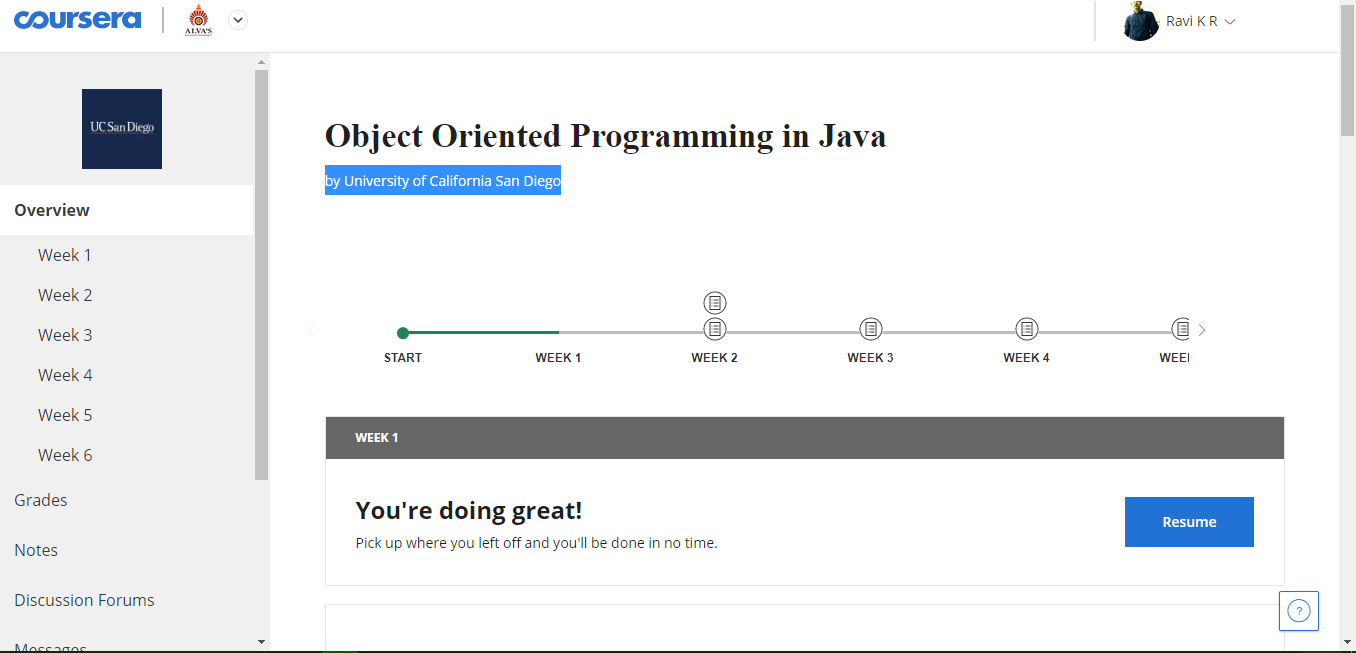 coursera
ALVA'S
Ravi K R
UC San Diego
Overview
Week 1
Week 2
Week 3
Week 4
Week 5
Week 6
Grades
Notes
Discussion Forums
Messages
Object Oriented Programming in Java
by University of California San Diego
START
WEEK 1
WEEK 2
WEEK 3
WEEK 4
WEEI
WEEK 1
You're doing great!
Pick up where you left off and you'll be done in no time.
Resume
?